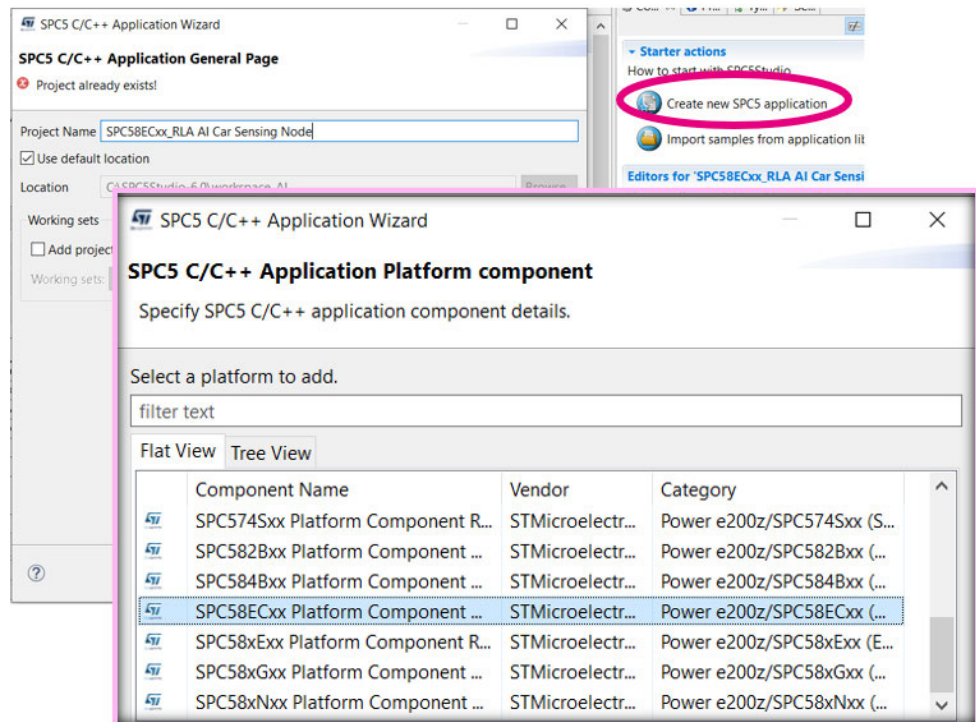 SPC5 C/C++ Application Wizard
SPC5 C/C++ Application General Page
Project already exists!
Project Name SPC58ECxx_RLA AI Car Sensing Node
Use default location
Location C:\SPC5Studio-6.0\workspace_AI
Browse...
Working sets
Add project
Working sets:
Starter actions
How to start with SPC5Studio
Create new SPC5 application
Import samples from application lib
Editors for 'SPC58ECxx_RLA AI Car Sensi
SPC5 C/C++ Application Wizard
SPC5 C/C++ Application Platform component
Specify SPC5 C/C++ application component details.
Select a platform to add.
filter text
Flat View Tree View
Component Name Vendor Category
SPC574Sxx Platform Component R... STMicroelectr... Power e200z/SPC574Sxx (S...
SPC582Bxx Platform Component ... STMicroelectr... Power e200z/SPC582Bxx (...
SPC584Bxx Platform Component ... STMicroelectr... Power e200z/SPC584Bxx (...
SPC58ECxx Platform Component ... STMicroelectr... Power e200z/SPC58ECxx (...
SPC58xExx Platform Component R... STMicroelectr... Power e200z/SPC58xExx (E...
SPC58xGxx Platform Component ... STMicroelectr... Power e200z/SPC58xGxx (...
SPC58xNxx Platform Component ... STMicroelectr... Power e200z/SPC58xNxx (...